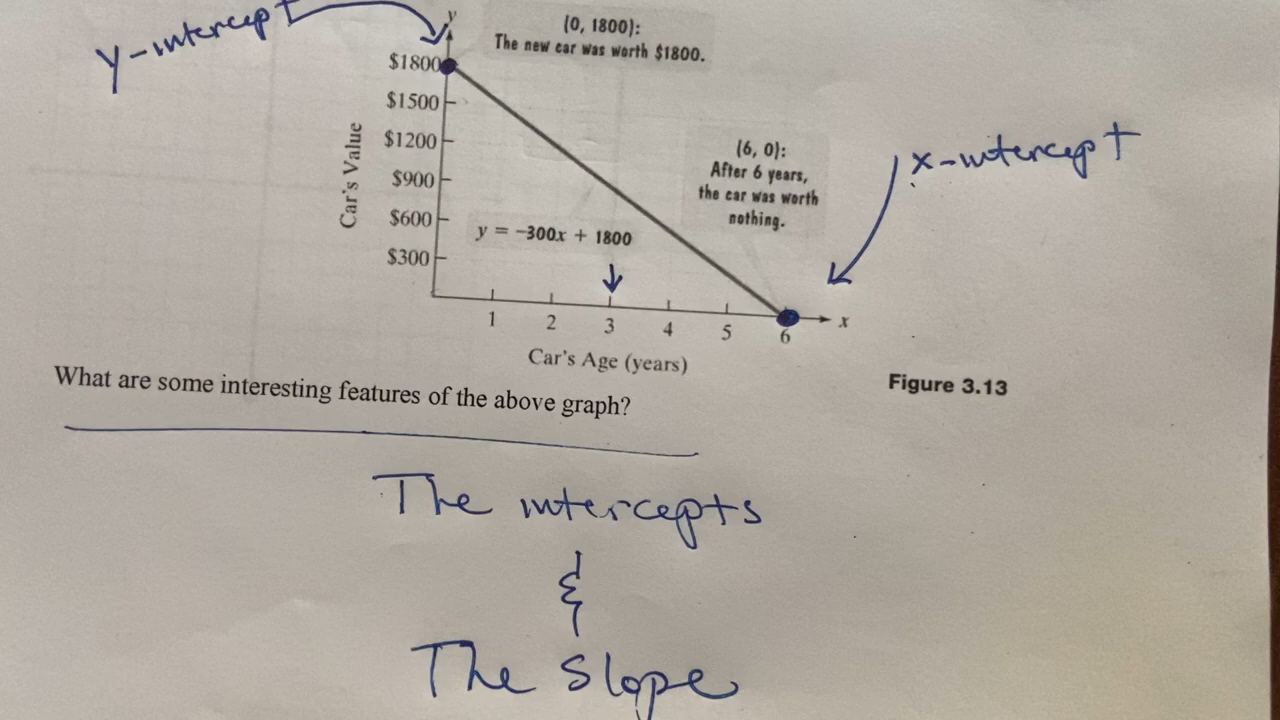 y-intercept
y
(0, 1800):
The new car was worth $1800.
$1800
$1500
$1200
$900
$600
$300
Car's Value
(6, 0):
After 6 years,
the car was worth
nothing.
x-intercept
y = -300x + 1800
1 2 3 4 5 6
x
Car's Age (years)
Figure 3.13
What are some interesting features of the above graph?
The intercepts
&
The Slope